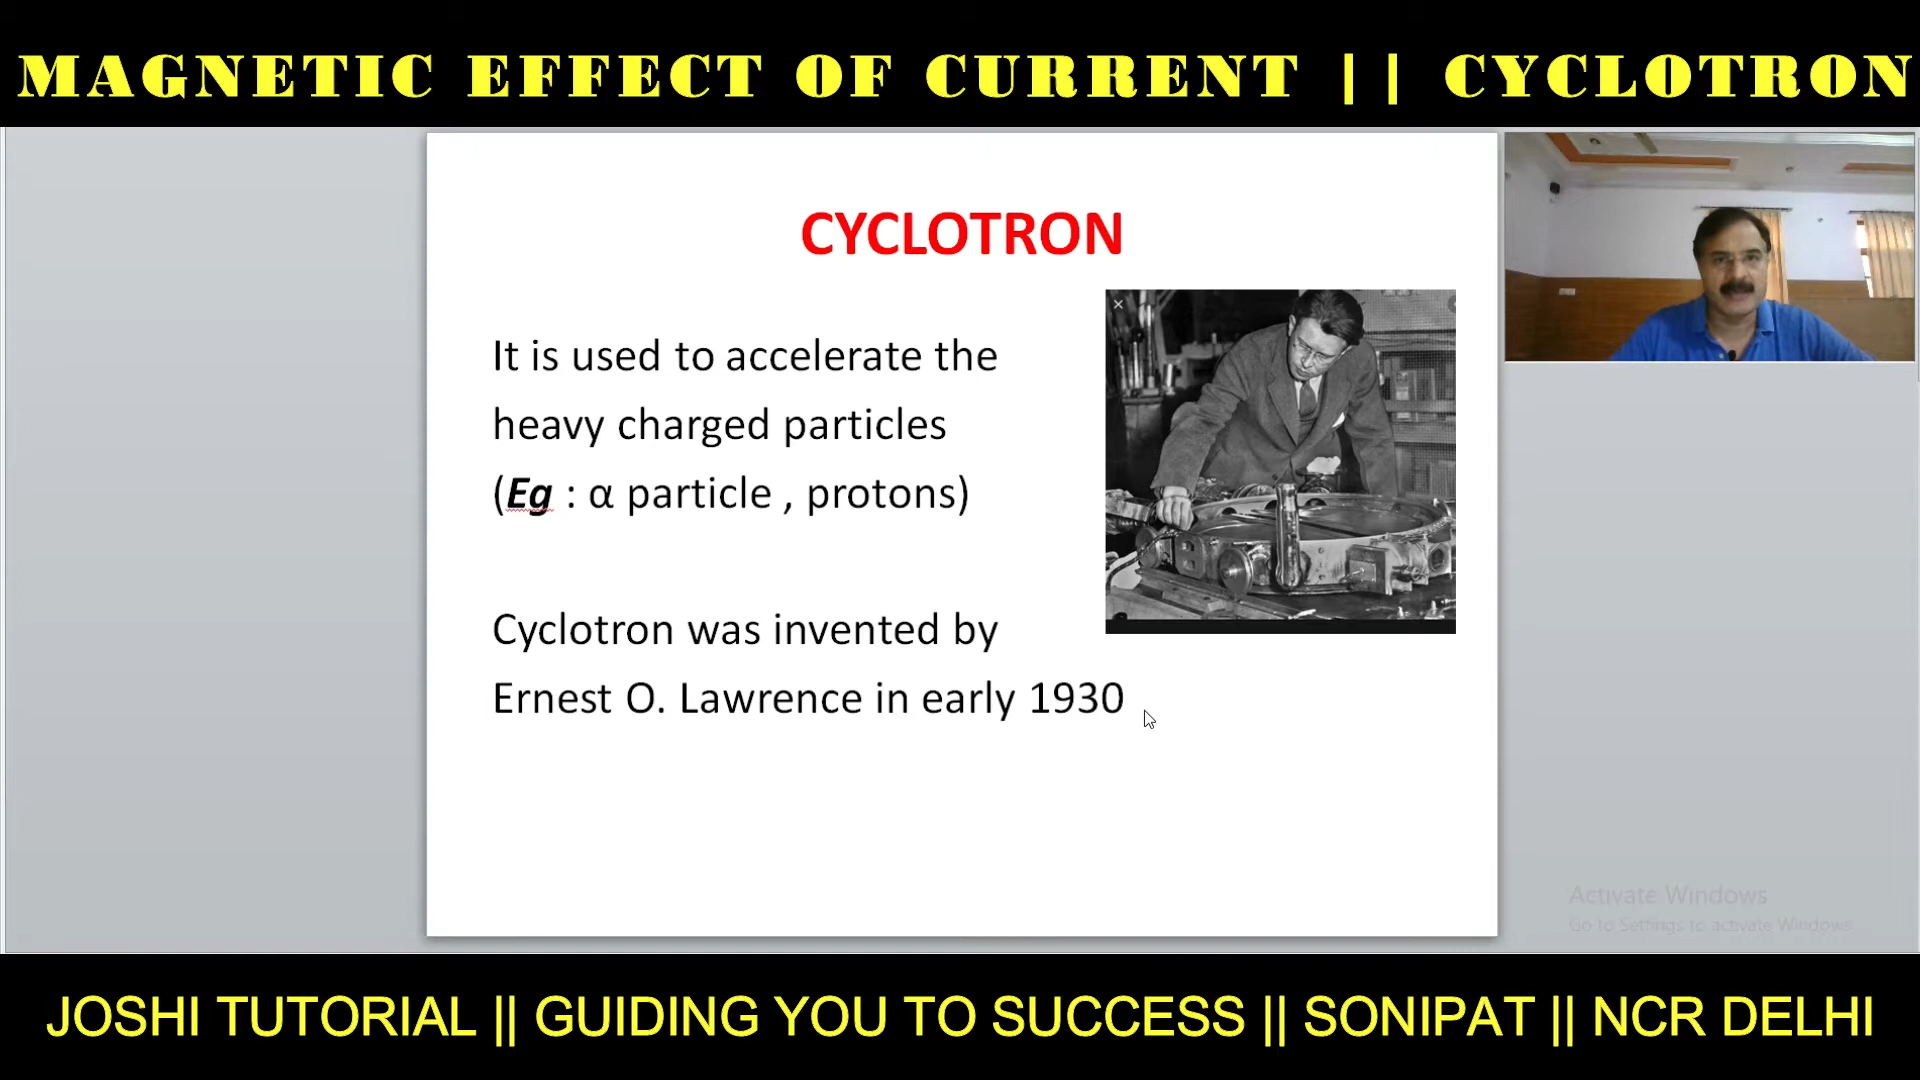 MAGNETIC EFFECT OF CURRENT || CYCLOTRON
CYCLOTRON
It is used to accelerate the
heavy charged particles
(Eg : α particle , protons)
Cyclotron was invented by
Ernest O. Lawrence in early 1930
Activate Windows
Go to Settings to activate Windows
JOSHI TUTORIAL || GUIDING YOU TO SUCCESS || SONIPAT || NCR DELHI